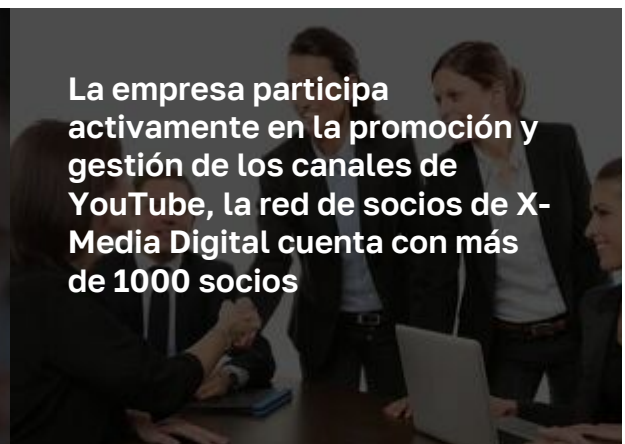 La empresa participa
activamente en la promoción y
gestión de los canales de
YouTube, la red de socios de X-
Media Digital cuenta con más
de 1000 socios